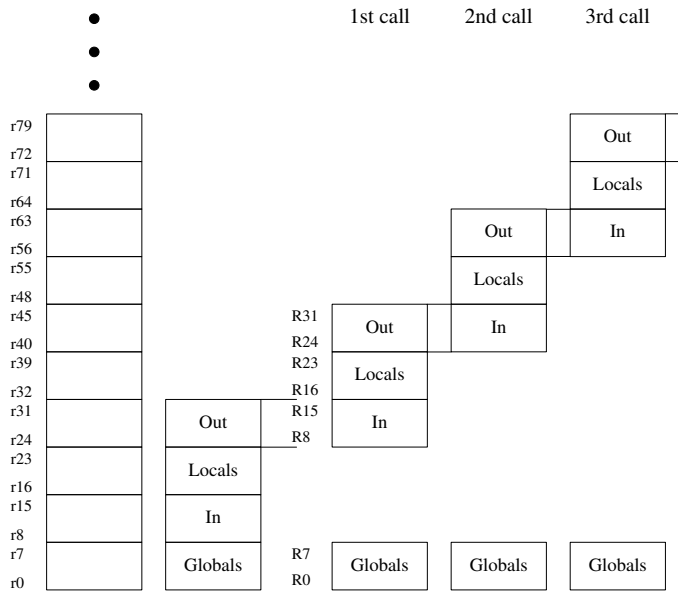 1st call 2nd call 3rd call
r79
Out
r72
r71
Locals
r64
r63
Out In
r56
r55
Locals
r48
r45 R31
Out In
r40 R24
r39 R23
Locals
r32 R16
r31 R15
Out In
r24 R8
r23
Locals
r16
r15
In
r8
r7 R7
Globals Globals Globals Globals
r0 R0